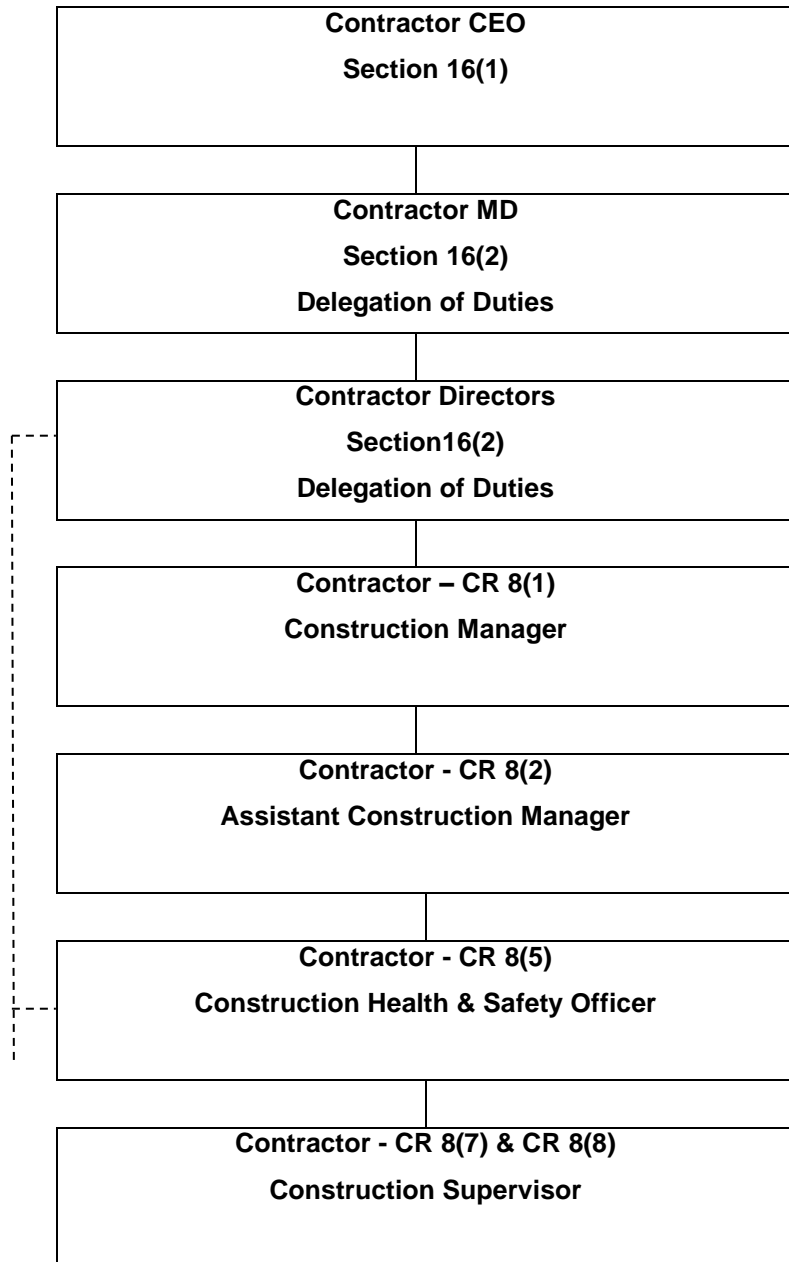 Contractor CEO
Section 16(1)
Contractor MD
Section 16(2)
Delegation of Duties
Contractor Directors
Section16(2)
Delegation of Duties
Contractor – CR 8(1)
Construction Manager
Contractor - CR 8(2)
Assistant Construction Manager
Contractor - CR 8(5)
Construction Health & Safety Officer
Contractor - CR 8(7) & CR 8(8)
Construction Supervisor